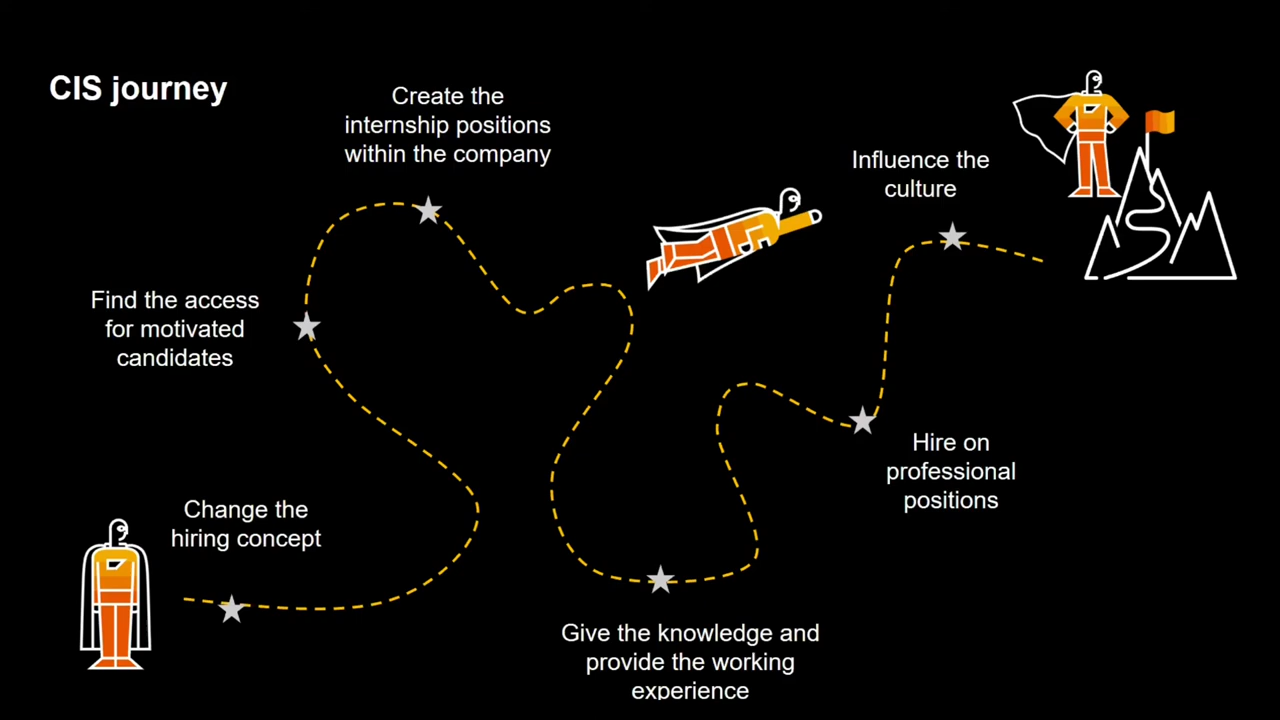 CIS journey
Change the
hiring concept
Find the access
for motivated
candidates
Create the
internship positions
within the company
Give the knowledge and
provide the working
experience
Hire on
professional
positions
Influence the
culture